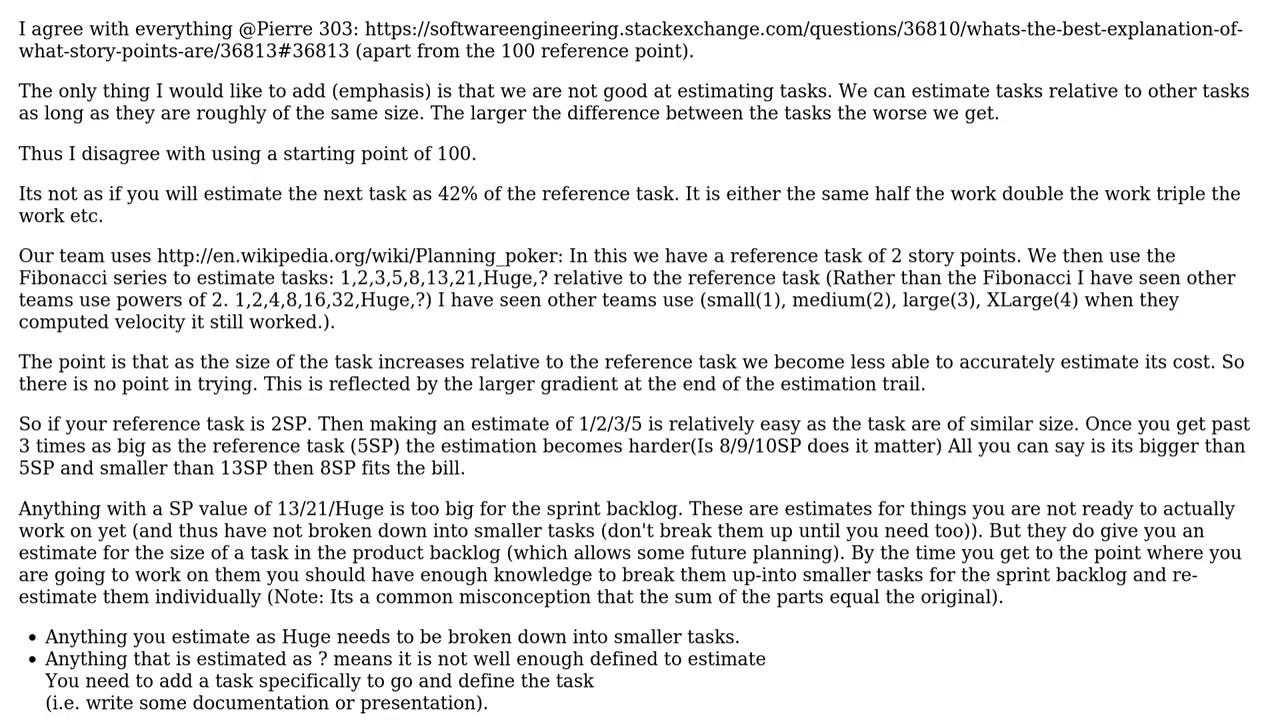 I agree with everything @Pierre 303: https://softwareengineering.stackexchange.com/questions/36810/whats-the-best-explanation-of-
what-story-points-are/36813#36813 (apart from the 100 reference point).
The only thing I would like to add (emphasis) is that we are not good at estimating tasks. We can estimate tasks relative to other tasks
as long as they are roughly of the same size. The larger the difference between the tasks the worse we get.
Thus I disagree with using a starting point of 100.
Its not as if you will estimate the next task as 42% of the reference task. It is either the same half the work double the work triple the
work etc.
Our team uses http://en.wikipedia.org/wiki/Planning_poker: In this we have a reference task of 2 story points. We then use the
Fibonacci series to estimate tasks: 1,2,3,5,8,13,21,Huge,? relative to the reference task (Rather than the Fibonacci I have seen other
teams use powers of 2. 1,2,4,8,16,32,Huge,?) I have seen other teams use (small(1), medium(2), large(3), XLarge(4) when they
computed velocity it still worked.).
The point is that as the size of the task increases relative to the reference task we become less able to accurately estimate its cost. So
there is no point in trying. This is reflected by the larger gradient at the end of the estimation trail.
So if your reference task is 2SP. Then making an estimate of 1/2/3/5 is relatively easy as the task are of similar size. Once you get past
3 times as big as the reference task (5SP) the estimation becomes harder(Is 8/9/10SP does it matter) All you can say is its bigger than
5SP and smaller than 13SP then 8SP fits the bill.
Anything with a SP value of 13/21/Huge is too big for the sprint backlog. These are estimates for things you are not ready to actually
work on yet (and thus have not broken down into smaller tasks (don't break them up until you need too)). But they do give you an
estimate for the size of a task in the product backlog (which allows some future planning). By the time you get to the point where you
are going to work on them you should have enough knowledge to break them up-into smaller tasks for the sprint backlog and re-
estimate them individually (Note: Its a common misconception that the sum of the parts equal the original).
• Anything you estimate as Huge needs to be broken down into smaller tasks.
• Anything that is estimated as ? means it is not well enough defined to estimate
You need to add a task specifically to go and define the task
(i.e. write some documentation or presentation).